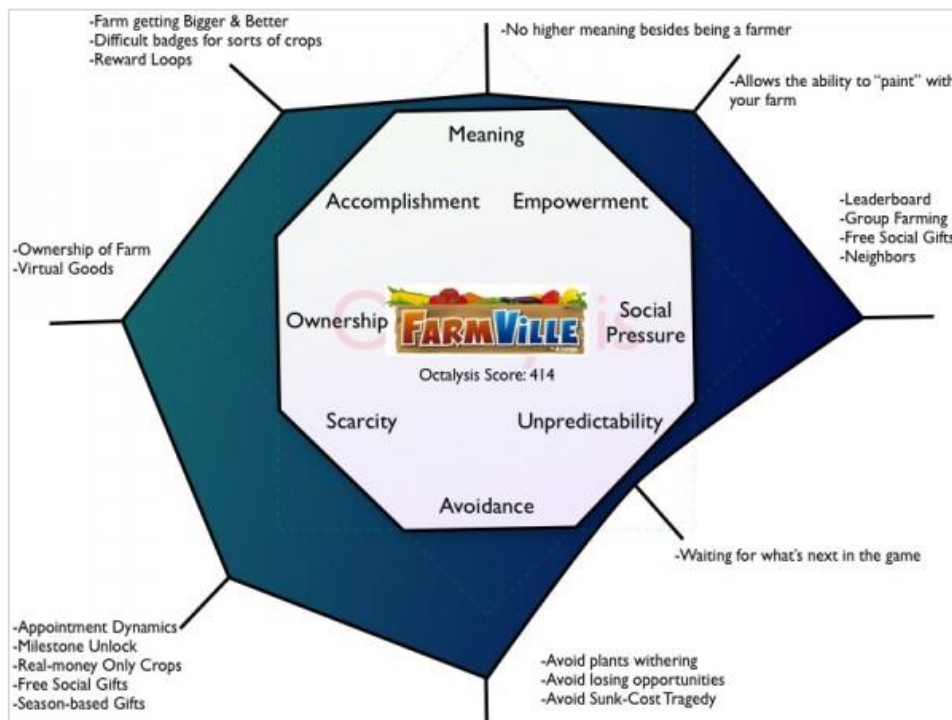 -Farm getting Bigger & Better
-Difficult badges for sorts of crops
-Reward Loops
-No higher meaning besides being a farmer
-Allows the ability to "paint" with
your farm
Meaning
Accomplishment
Empowerment
-Leaderboard
-Group Farming
-Free Social Gifts
-Neighbors
-Ownership of Farm
-Virtual Goods
Ownership
FARMVILLE
Social
Pressure
Octalysis Score: 414
Scarcity
Unpredictability
Avoidance
-Waiting for what's next in the game
-Appointment Dynamics
-Milestone Unlock
-Real-money Only Crops
-Free Social Gifts
-Season-based Gifts
-Avoid plants withering
-Avoid losing opportunities
-Avoid Sunk-Cost Tragedy